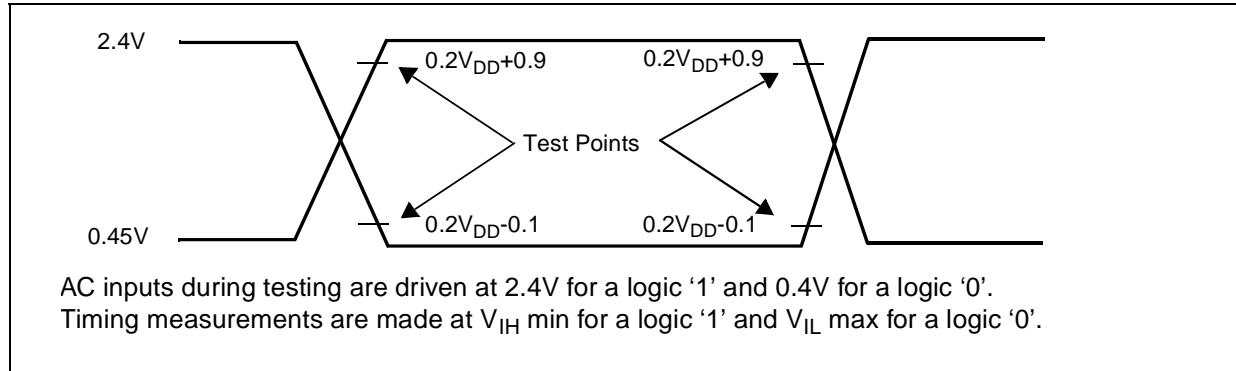 2.4V
0.2VDD+0.9 0.2VDD+0.9
Test Points
0.2VDD-0.1 0.2VDD-0.1
0.45V
AC inputs during testing are driven at 2.4V for a logic ‘1’ and 0.4V for a logic ‘0’.
Timing measurements are made at VIH min for a logic ‘1’ and VIL max for a logic ‘0’.